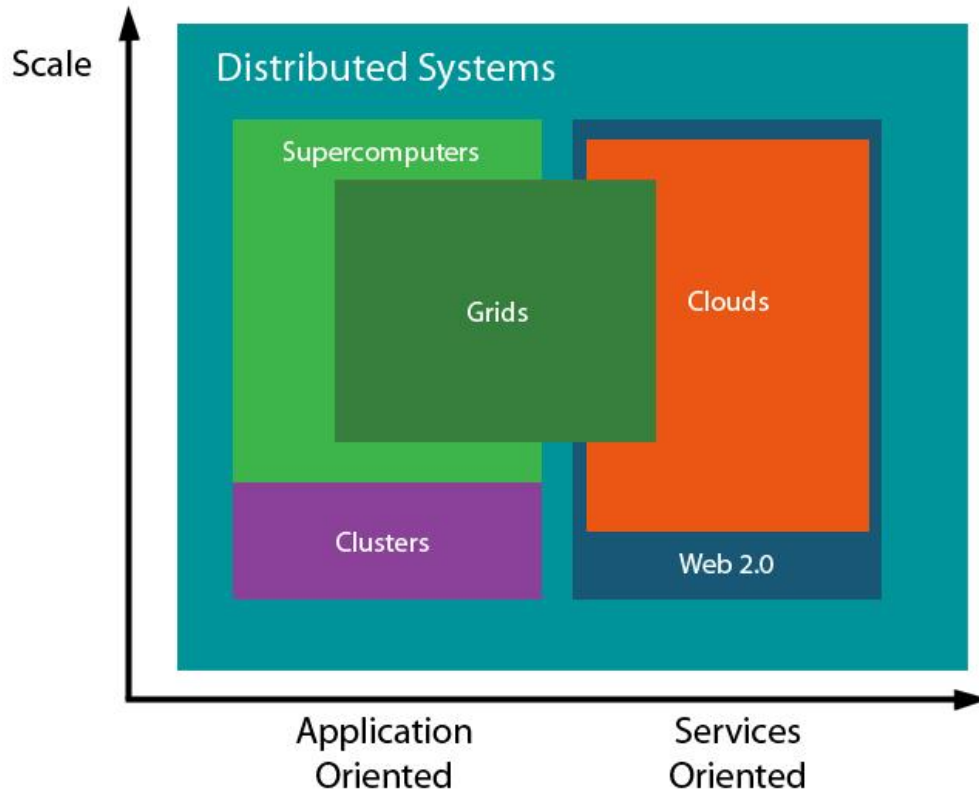 Scale
Distributed Systems
Supercomputers
Grids
Clouds
Clusters
Web 2.0
Application
Oriented
Services
Oriented